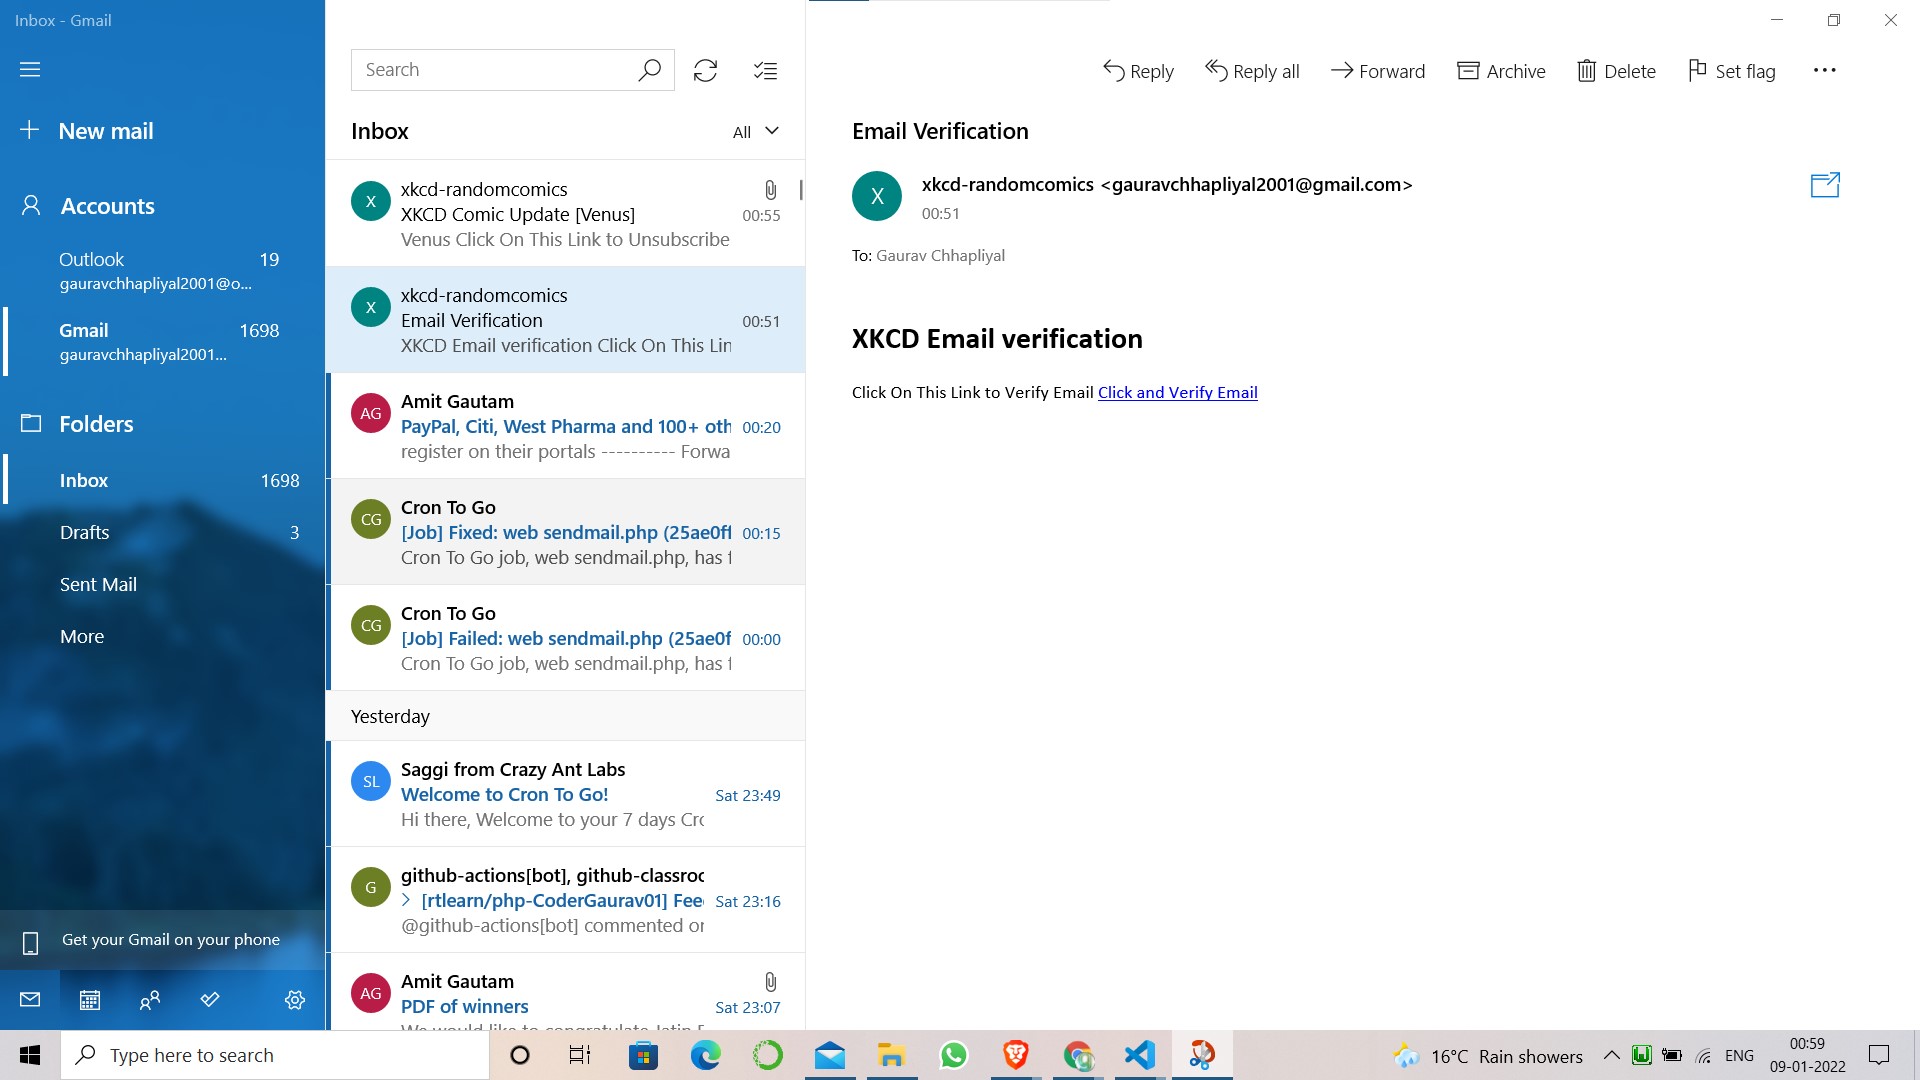 Inbox - Gmail
New mail
Accounts
Outlook 19
gauravchhapliyal2001@o...
Gmail 1698
gauravchhapliyal2001...
Folders
Inbox 1698
Drafts 3
Sent Mail
More
Get your Gmail on your phone
Search
Inbox
All
X
xkcd-randomcomics
XKCD Comic Update [Venus] 00:55
Venus Click On This Link to Unsubscribe
X
xkcd-randomcomics
Email Verification 00:51
XKCD Email verification Click On This Lin
AG
Amit Gautam
PayPal, Citi, West Pharma and 100+ oth 00:20
register on their portals ---------- Forwa
CG
Cron To Go
[Job] Fixed: web sendmail.php (25ae0ff 00:15
Cron To Go job, web sendmail.php, has f
CG
Cron To Go
[Job] Failed: web sendmail.php (25ae0f 00:00
Cron To Go job, web sendmail.php, has f
Yesterday
SL
Saggi from Crazy Ant Labs
Welcome to Cron To Go! Sat 23:49
Hi there, Welcome to your 7 days Crc
G
github-actions[bot], github-classroc
[rtlearn/php-CoderGaurav01] Fee Sat 23:16
@github-actions[bot] commented or
AG
Amit Gautam
PDF of winners Sat 23:07
Reply Reply all Forward Archive Delete Set flag ...
Email Verification
X
xkcd-randomcomics <gauravchhapliyal2001@gmail.com>
00:51
To: Gaurav Chhapliyal
XKCD Email verification
Click On This Link to Verify Email Click and Verify Email
Type here to search
16°C Rain showers
ENG
00:59
09-01-2022